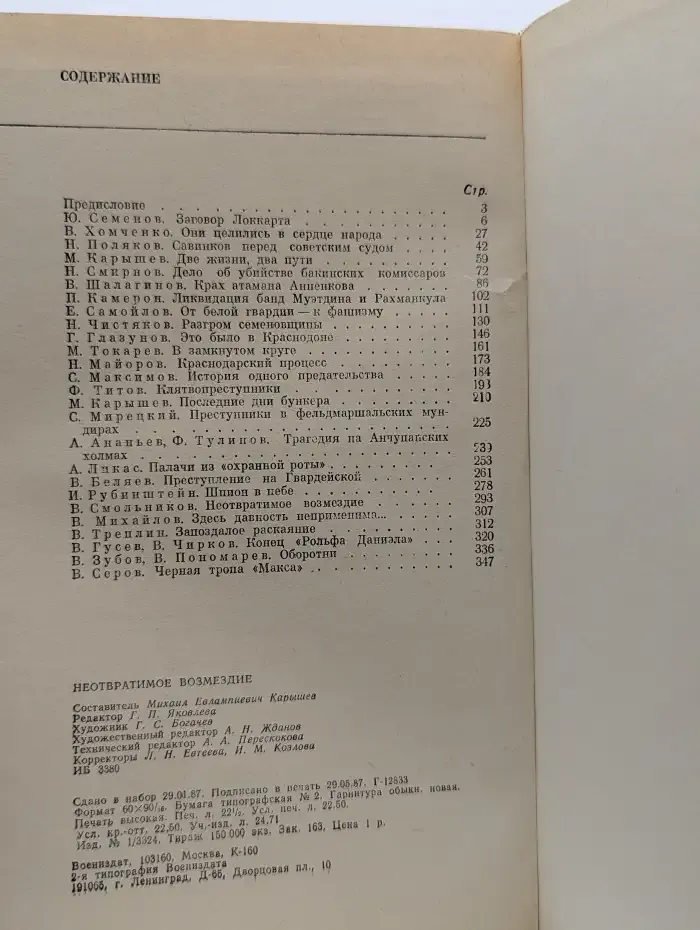 СОДЕРЖАНИЕ
Стр.
Предисловие . . . . . . . . . . . . . . . . . . . 3
Ю. Семенов. Заговор Локкарта . . . . . . . . . 6
В. Хомченко. Они целились в сердце народа . . . . . 27
Н. Поляков. Савинков перед советским судом . . . . 42
М. Карышев. Две жизни, два пути . . . . . . . . 59
Н. Смирнов. Дело об убийстве бакинских комиссаров 72
В. Шалагинов. Крах атамана Анненкова . . . . . . 86
П. Камерон. Ликвидация банд Муэтдина и Рахманкула 102
Е. Самойлов. От белой гвардии — к фашизму . . . . . 111
Н. Чистяков. Разгром семеновщины . . . . . . . . 130
Г. Глазунов. Это было в Краснодоне . . . . . . . . 146
М. Токарев. В замкнутом круге . . . . . . . . . 161
Н. Майоров. Краснодарский процесс . . . . . . . . 173
С. Максимов. История одного предательства . . . . . 184
Ф. Титов. Клятвопреступники . . . . . . . . . . 193
М. Карышев. Последние дни бункера . . . . . . . . 210
С. Мирецкий. Преступники в фельдмаршальских мун-
дирах . . . . . . . . . . . . . . . . . . . 225
А. Ананьев, Ф. Тулинов. Трагедия на Анчупанских
холмах . . . . . . . . . . . . . . . . . . . 239
А. Ликас. Палачи из «охранной роты» . . . . . . . 253
В. Беляев. Преступление на Гвардейской . . . . . . 261
И. Рубинштейн. Шпион в небе . . . . . . . . . 278
В. Смольников. Неотвратимое возмездие . . . . . . 293
В. Михайлов. Здесь давность неприменима... . . . . . 307
В. Треплин. Запоздалое раскаяние . . . . . . . . 312
В. Гусев, В. Чирков. Конец «Рольфа Даниэла» . . . 320
В. Зубов, В. Пономарев. Оборотни . . . . . . . . 336
В. Серов. Черная тропа «Макса» . . . . . . . . . 347
НЕОТВРАТИМОЕ ВОЗМЕЗДИЕ
Составитель Михаил Евлампиевич Карышев
Редактор Г. П. Яковлева
Художник Г. С. Богачев
Художественный редактор А. Н. Жданов
Технический редактор А. А. Перескокова
Корректоры Л. Н. Евтеева, И. М. Козлова
ИБ 3380
Сдано в набор 29.01.87. Подписано в печать 29.05.87. Г-12833
Формат 60×90/16. Бумага типографская № 2. Гарнитура обыкн. новая.
Печать высокая. Печ. л. 22½. Усл. печ. л. 22,50.
Усл. кр.-отт. 22,50. Уч.-изд. л. 24,71
Изд. № 1/3324. Тираж 150 000 экз. Зак. 163. Цена 1 р.
Воениздат, 103160, Москва, К-160
2-я типография Воениздата
191065, г. Ленинград, Д-65, Дворцовая пл., 10